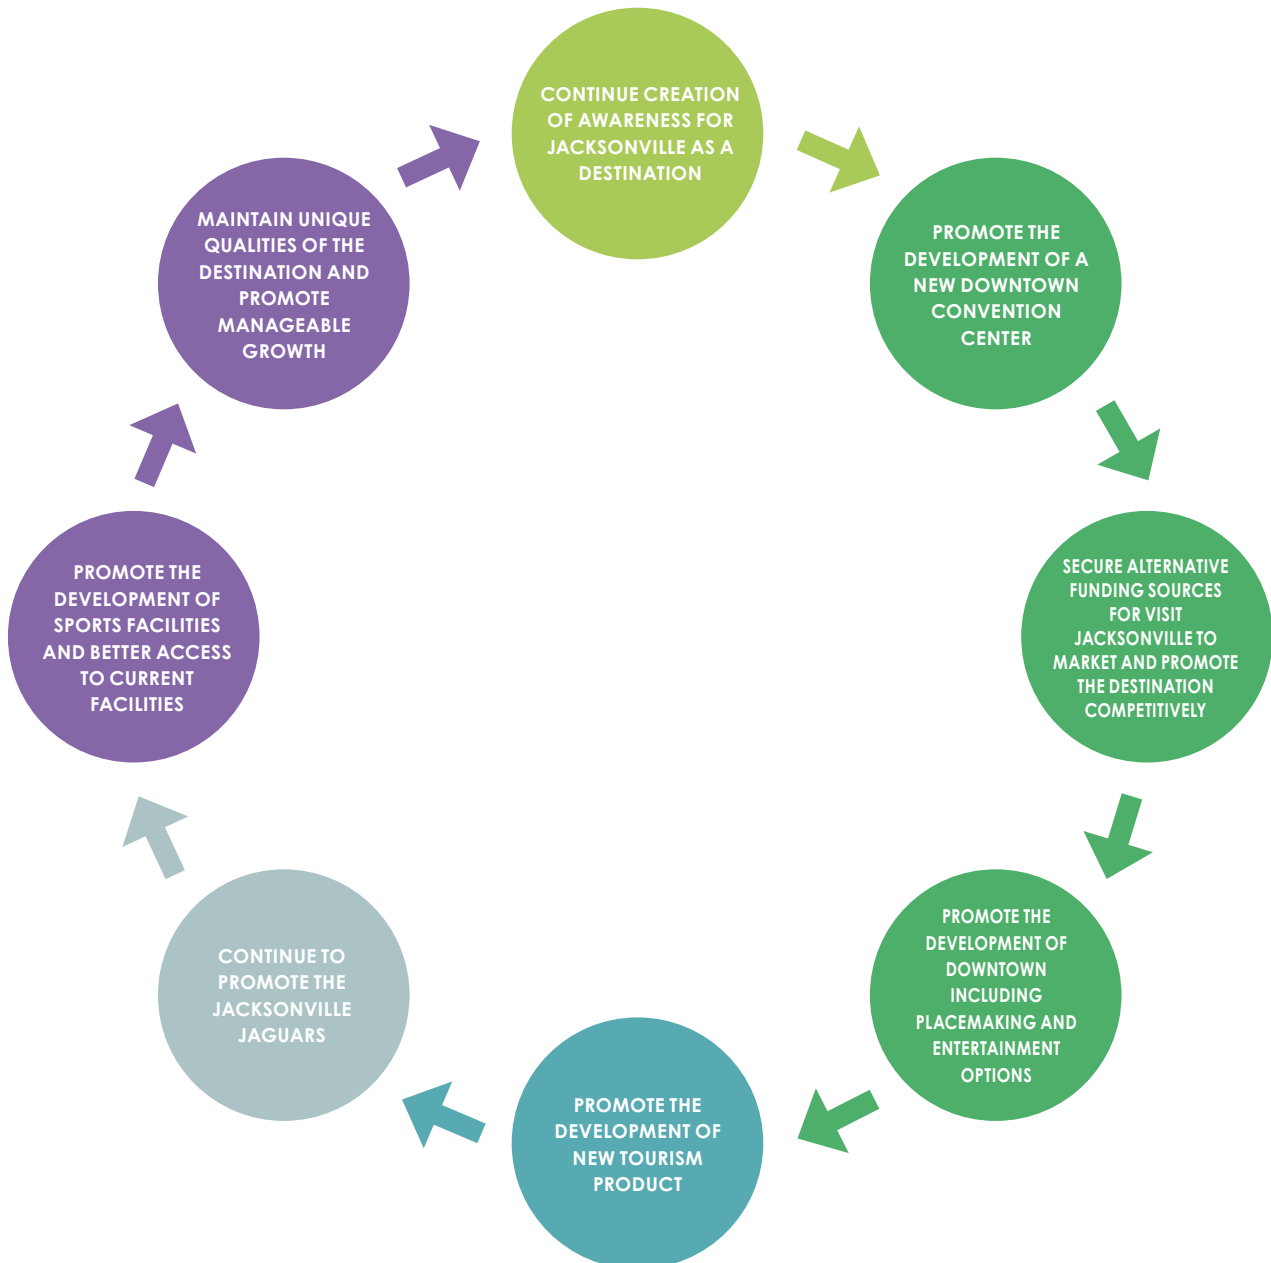 CONTINUE CREATION
OF AWARENESS FOR
JACKSONVILLE AS A
DESTINATION
PROMOTE THE
DEVELOPMENT OF A
NEW DOWNTOWN
CONVENTION
CENTER
SECURE ALTERNATIVE
FUNDING SOURCES
FOR VISIT
JACKSONVILLE TO
MARKET AND PROMOTE
THE DESTINATION
COMPETITIVELY
PROMOTE THE
DEVELOPMENT OF
DOWNTOWN
INCLUDING
PLACEMAKING AND
ENTERTAINMENT
OPTIONS
PROMOTE THE
DEVELOPMENT OF
NEW TOURISM
PRODUCT
CONTINUE TO
PROMOTE THE
JACKSONVILLE
JAGUARS
PROMOTE THE
DEVELOPMENT OF
SPORTS FACILITIES
AND BETTER ACCESS
TO CURRENT
FACILITIES
MAINTAIN UNIQUE
QUALITIES OF THE
DESTINATION AND
PROMOTE
MANAGEABLE
GROWTH